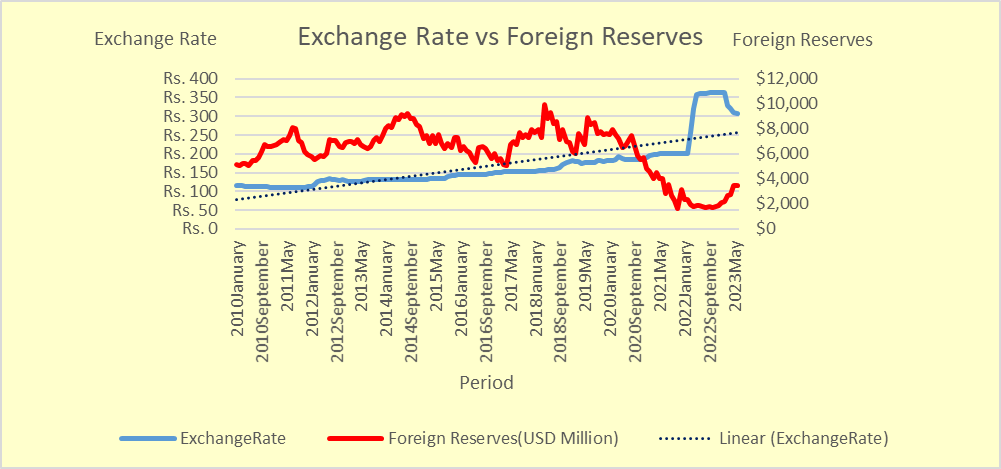 Exchange Rate vs Foreign Reserves
Exchange Rate
Foreign Reserves
Rs. 400
Rs. 350
Rs. 300
Rs. 250
Rs. 200
Rs. 150
Rs. 100
Rs. 50
Rs. 0
$12,000
$10,000
$8,000
$6,000
$4,000
$2,000
$0
2010January
2010September
2011May
2012January
2012September
2013May
2014January
2014September
2015May
2016January
2016September
2017May
2018January
2018September
2019May
2020January
2020September
2021May
2022January
2022September
2023May
Period
ExchangeRate
Foreign Reserves(USD Million)
Linear (ExchangeRate)